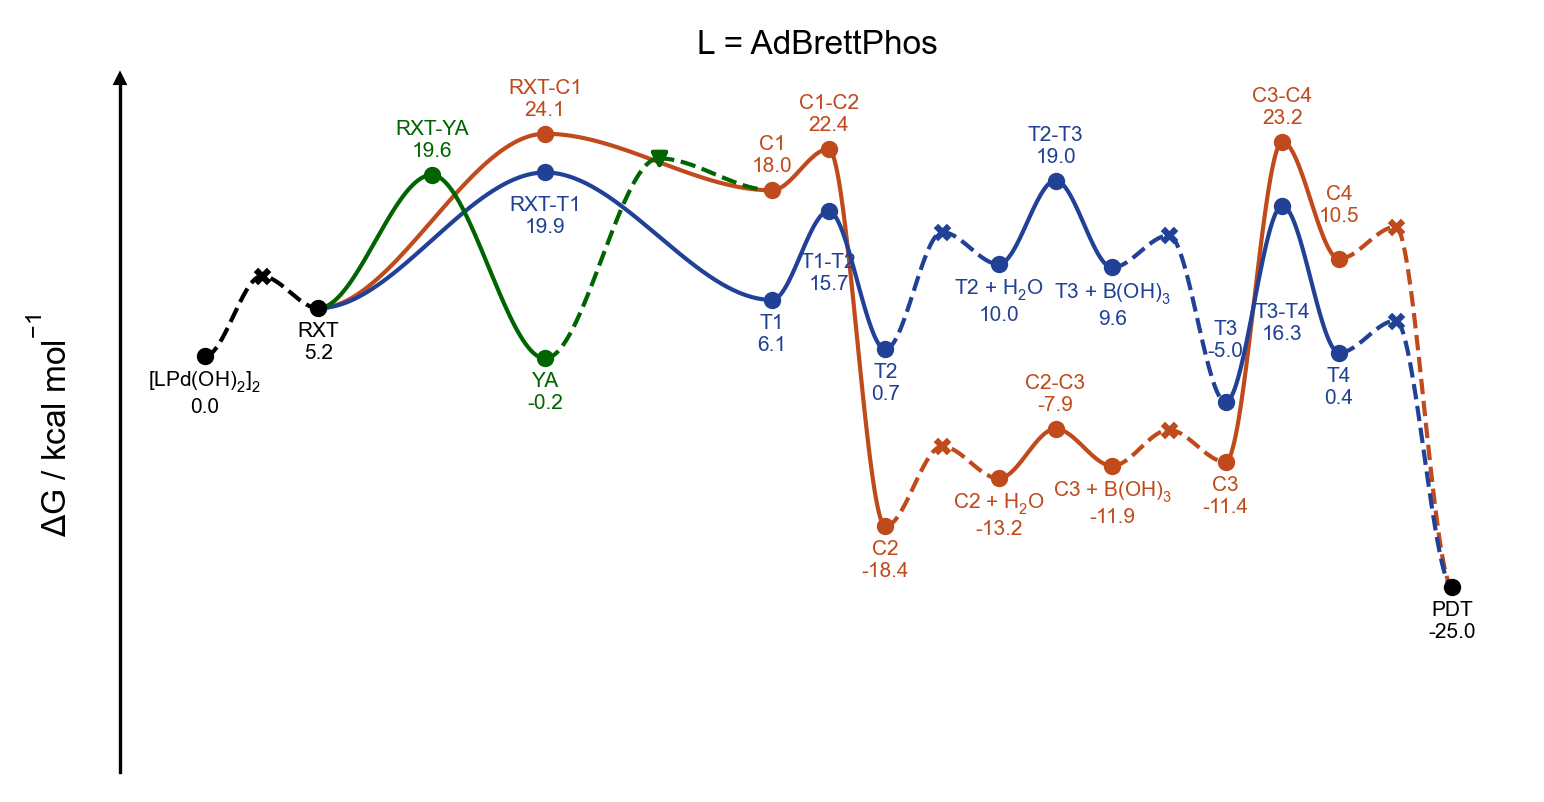 L = AdBrettPhos
ΔG / kcal mol⁻¹
[LPd(OH)₂]₂
0.0
RXT
5.2
RXT-YA
19.6
RXT-C1
24.1
RXT-T1
19.9
YA
-0.2
C1
18.0
C1-C2
22.4
T1
6.1
T1-T2
15.7
T2
0.7
C2
-18.4
T2 + H₂O
10.0
T2-T3
19.0
T3 + B(OH)₃
9.6
C2 + H₂O
-13.2
C2-C3
-7.9
C3 + B(OH)₃
-11.9
T3
-5.0
C3
-11.4
C3-C4
23.2
T3-T4
16.3
C4
10.5
T4
0.4
PDT
-25.0